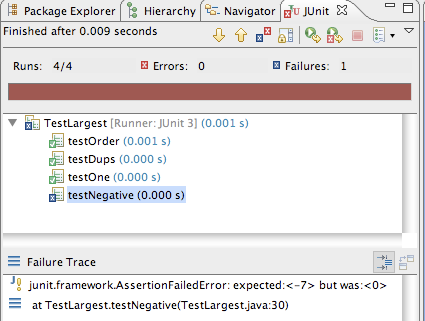 Package Explorer Hierarchy Navigator JUnit
Finished after 0.009 seconds
Runs: 4/4 Errors: 0 Failures: 1
TestLargest [Runner: JUnit 3] (0.001 s)
testOrder (0.001 s)
testDups (0.000 s)
testOne (0.000 s)
testNegative (0.000 s)
Failure Trace
junit.framework.AssertionFailedError: expected:<-7> but was:<0>
at TestLargest.testNegative(TestLargest.java:30)